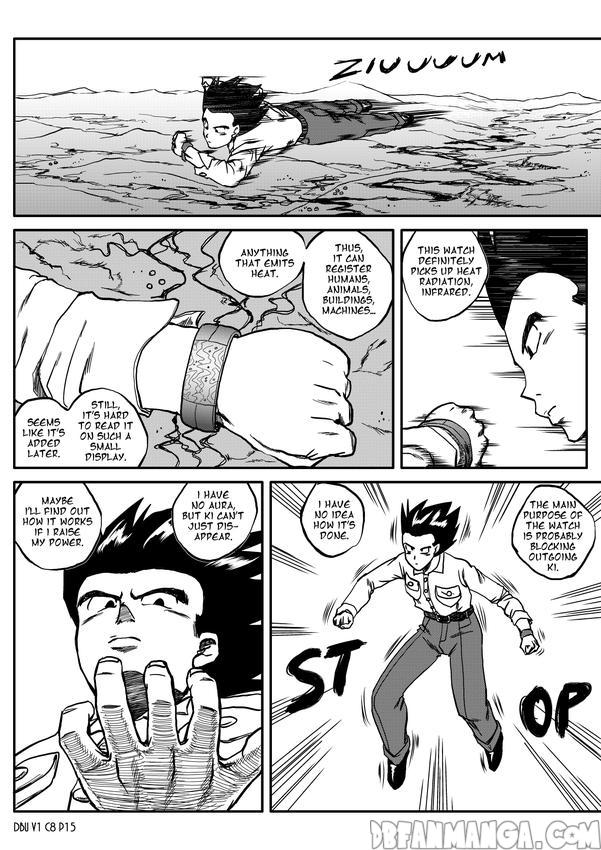 ZIUUUUUM
THIS WATCH
DEFINITELY
PICKS UP HEAT
RADIATION,
INFRARED.
THUS,
IT CAN
REGISTER
HUMANS,
ANIMALS,
BUILDINGS,
MACHINES...
ANYTHING
THAT EMITS
HEAT.
STILL,
IT'S HARD
TO READ IT
ON SUCH A
SMALL
DISPLAY.
SEEMS
LIKE IT'S
ADDED
LATER.
THE MAIN
PURPOSE OF
THE WATCH
IS PROBABLY
BLOCKING
OUTGOING
KI.
I HAVE
NO IDEA
HOW IT'S
DONE.
STOP
I HAVE
NO AURA,
BUT KI CAN'T
JUST DIS-
APPEAR.
MAYBE
I'LL FIND OUT
HOW IT WORKS
IF I RAISE
MY POWER.
DBU V1 C8 P15
DBFANMANGA.COM